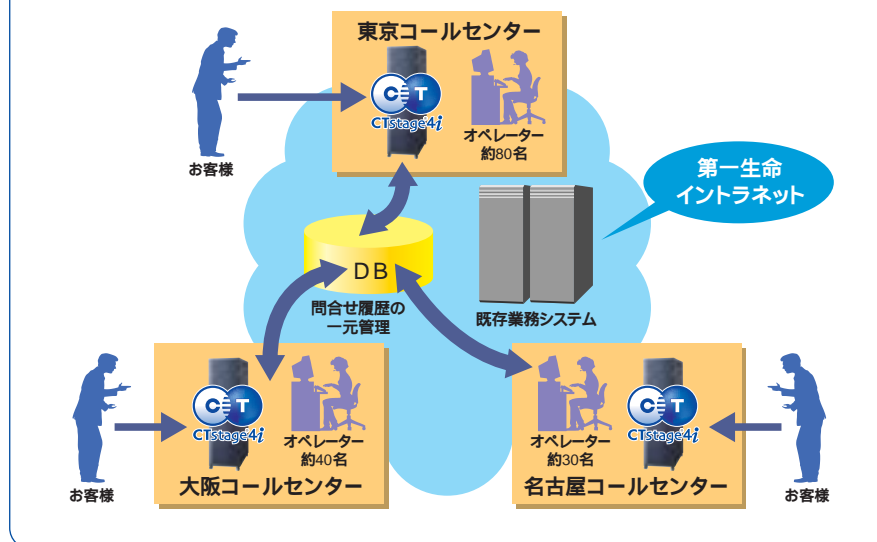 東京コールセンター
CT
CTstage4i
オペレーター
約80名
お客様
第一生命
イントラネット
DB
問合せ履歴の
一元管理
既存業務システム
CT
CTstage4i
オペレーター
約40名
大阪コールセンター
お客様
オペレーター
約30名
CT
CTstage4i
名古屋コールセンター
お客様